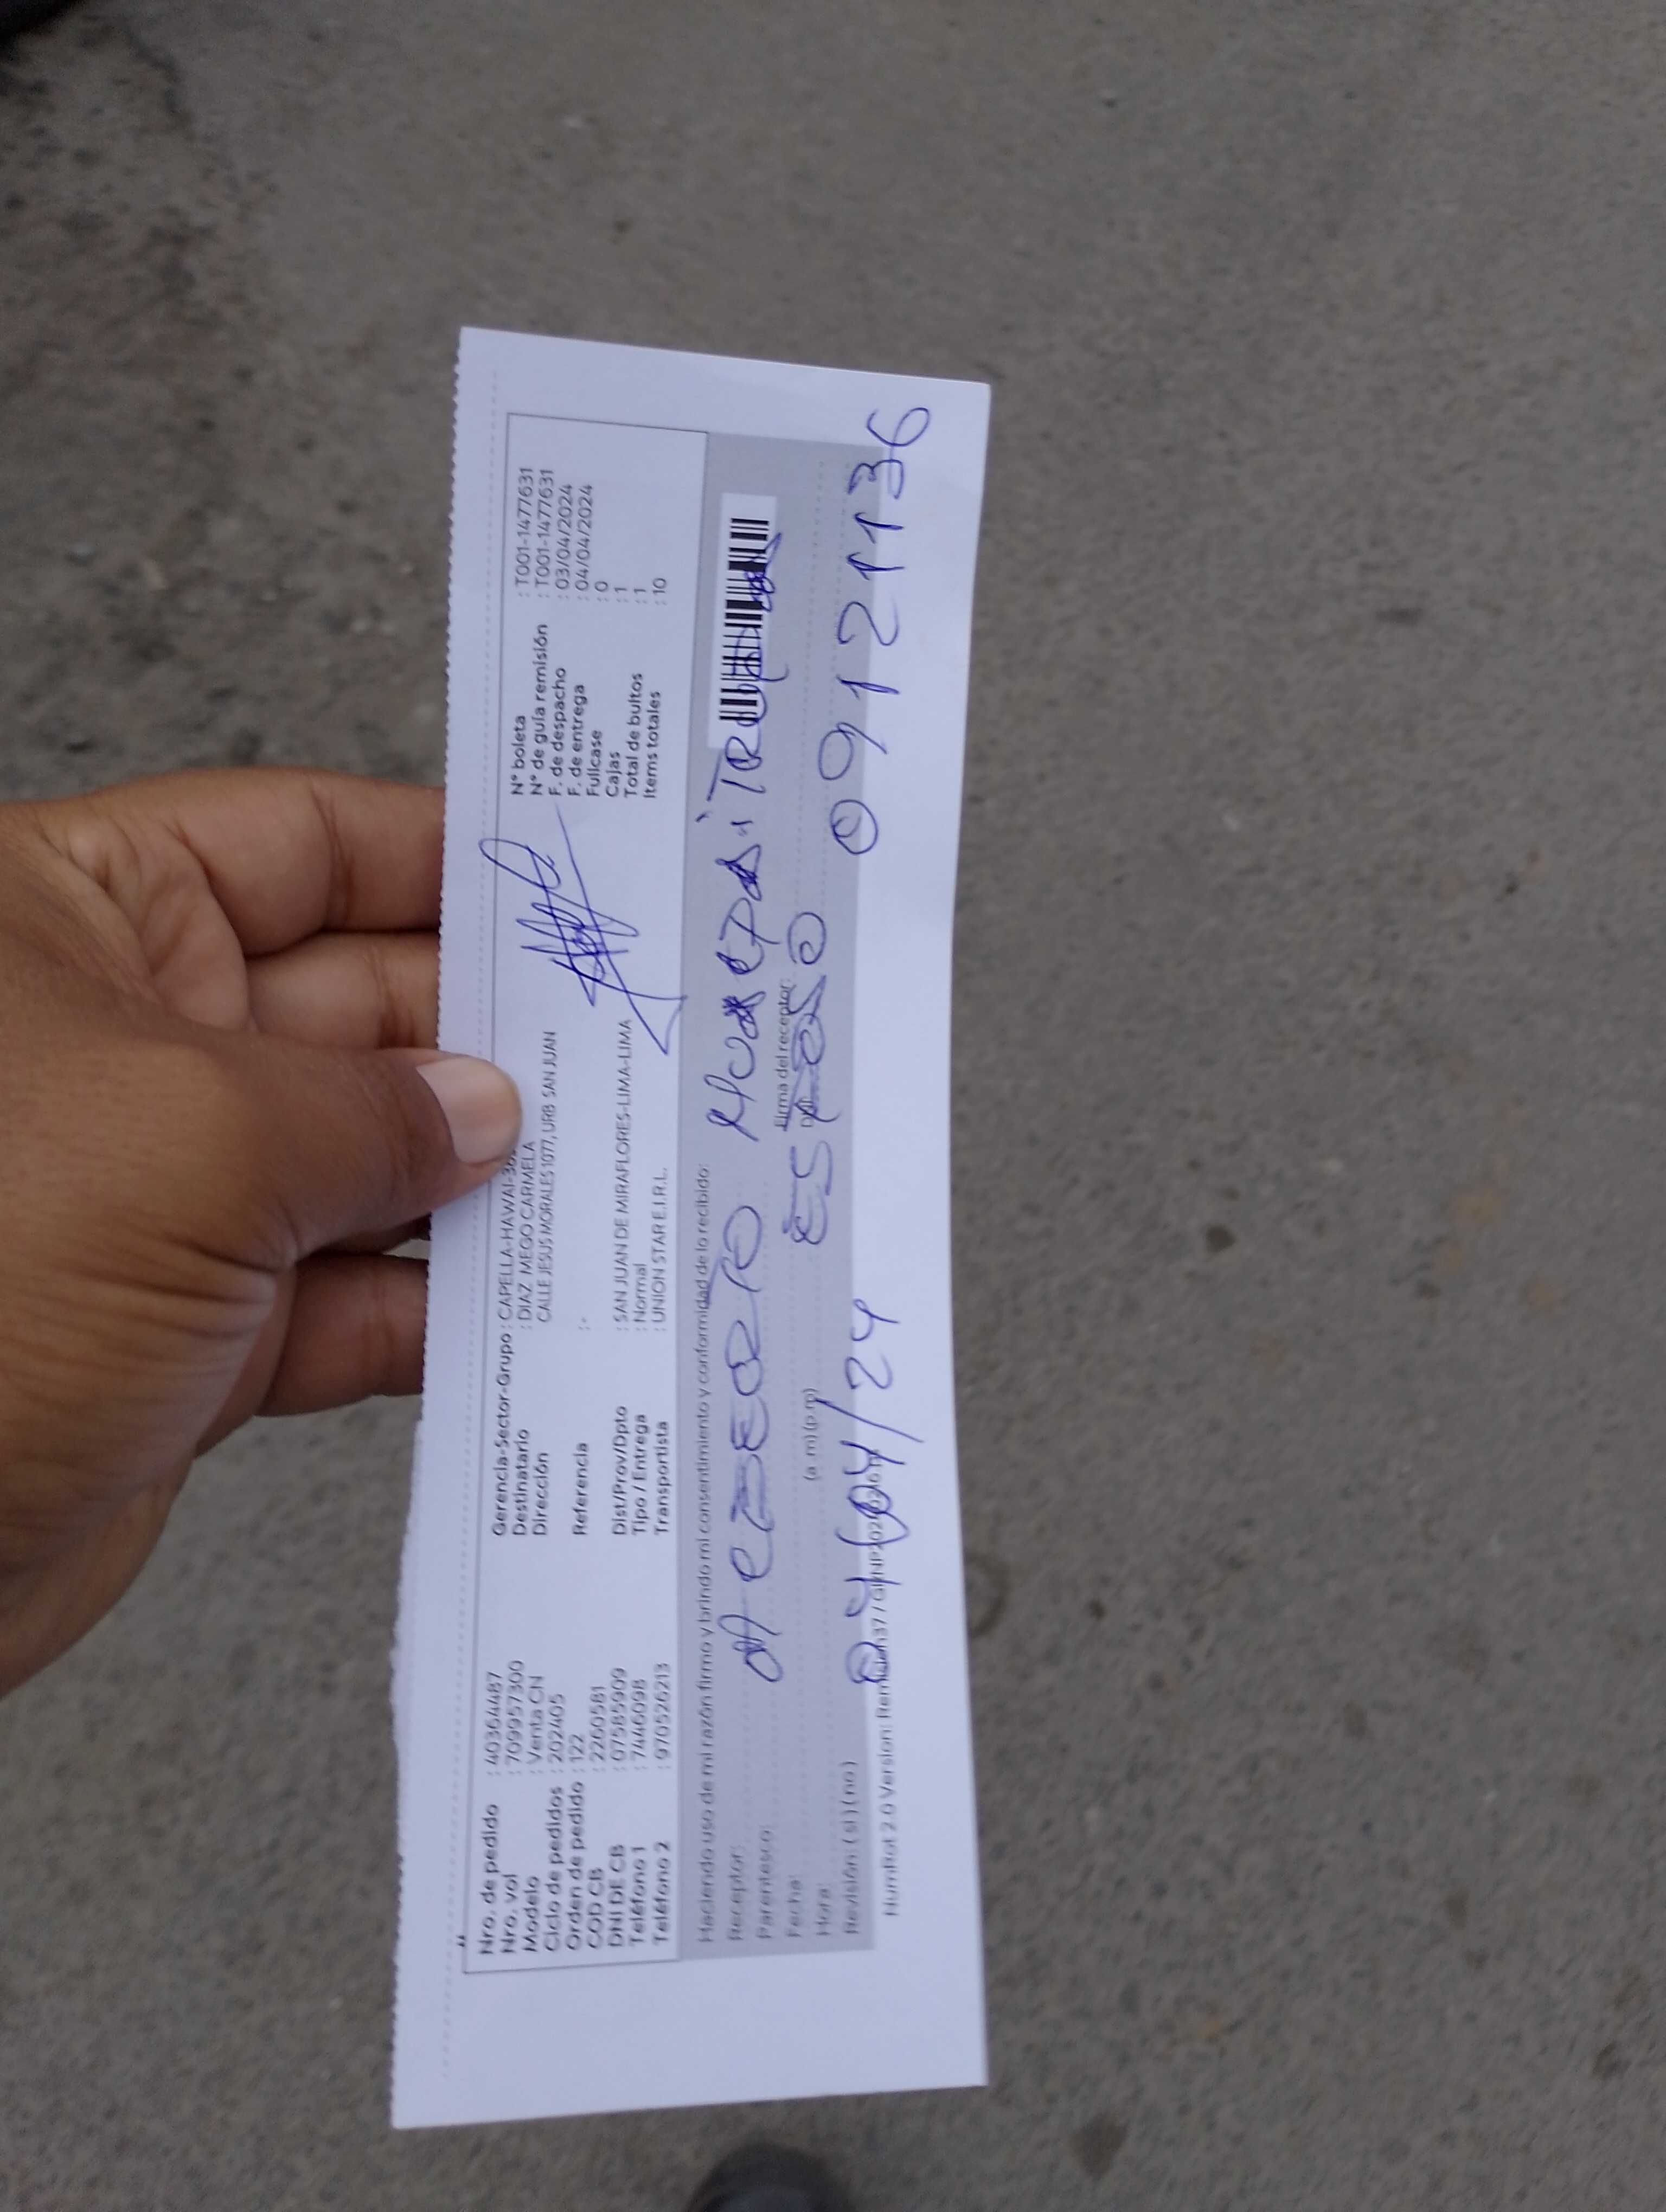 Nro. de pedido : 40364487
Nro. vol : 709957300
Modelo : Venta CN
Ciclo de pedidos : 202405
Orden de pedido : 122
COD CB : 2260581
DNI DE CB : 07585909
Teléfono 1 : 7446098
Teléfono 2 : 970526213
Gerencia-Sector-Grupo : CAPELLA-HAWAI-
Destinatario : DIAZ MEGO CARMELA
Dirección CALLE JESUS MORALES 1077, URB SAN JUAN
Referencia : -
Dist/Prov/Dpto : SAN JUAN DE MIRAFLORES-LIMA-LIMA
Tipo / Entrega : Normal
Transportista : UNION STAR E.I.R.L.
N° boleta : T001-1477631
N° de guía remisión : T001-1477631
F. de despacho : 03/04/2024
F. de entrega : 04/04/2024
Fullcase : 0
Cajas : 1
Total de bultos : 1
Items totales : 10
Haciendo uso de mi razón firmo y brindo mi consentimiento y conformidad de lo recibido:
Receptor:
Parentesco:
Firma del receptor:
Fecha: ESPOSO
Hora: (a m) (p m)
09121136
Revisión (si) (no) 04/04/24
NumRot 2.0 Version: